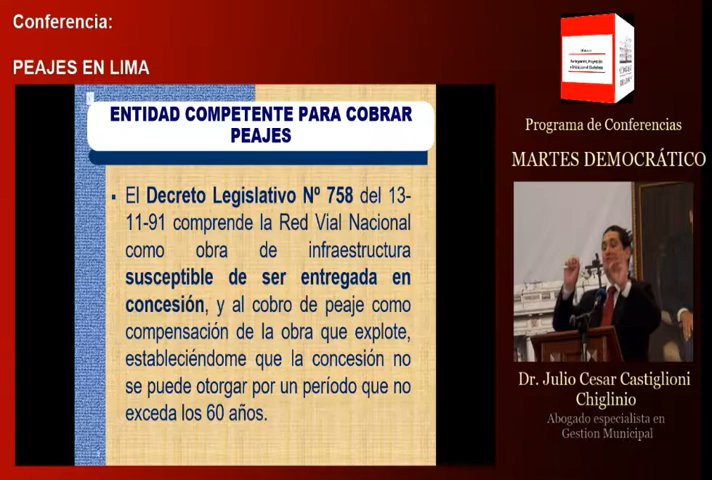 Conferencia:
PEAJES EN LIMA
ENTIDAD COMPETENTE PARA COBRAR
PEAJES
▪ El Decreto Legislativo Nº 758 del 13-
11-91 comprende la Red Vial Nacional
como obra de infraestructura
susceptible de ser entregada en
concesión, y al cobro de peaje como
compensación de la obra que explote,
estableciéndome que la concesión no
se puede otorgar por un período que no
exceda los 60 años.
Programa de Conferencias
MARTES DEMOCRÁTICO
Dr. Julio Cesar Castiglioni
Chiglinio
Abogado especialista en
Gestion Municipal